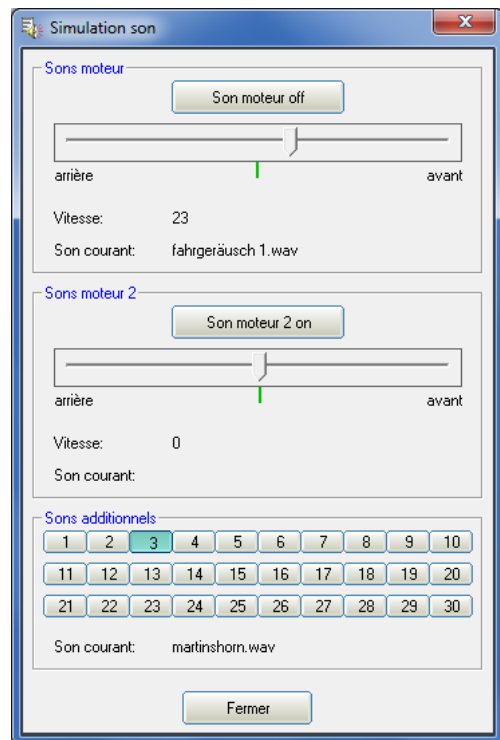 Simulation son
Sons moteur
Son moteur off
arrière avant
Vitesse: 23
Son courant: fahrgeräusch 1.wav
Sons moteur 2
Son moteur 2 on
arrière avant
Vitesse: 0
Son courant:
Sons additionnels
1 2 3 4 5 6 7 8 9 10
11 12 13 14 15 16 17 18 19 20
21 22 23 24 25 26 27 28 29 30
Son courant: martinshorn.wav
Fermer